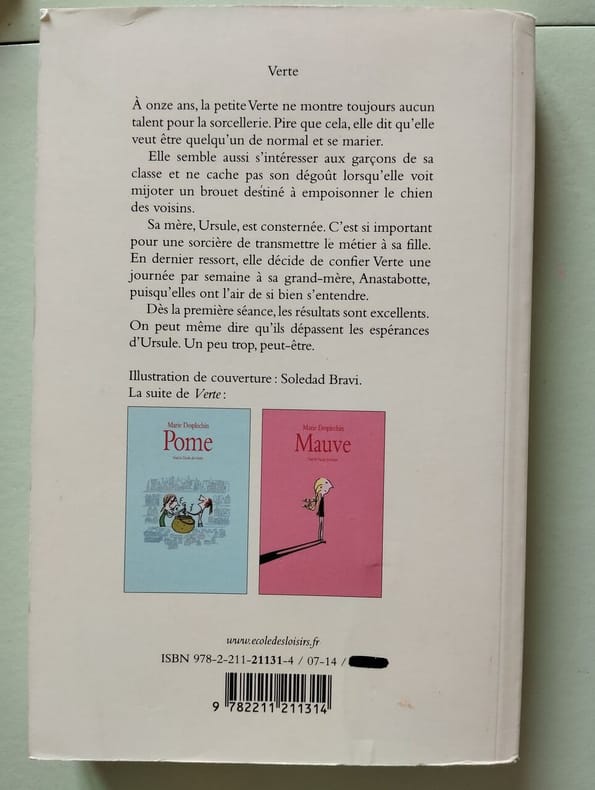 Verte
À onze ans, la petite Verte ne montre toujours aucun
talent pour la sorcellerie. Pire que cela, elle dit qu'elle
veut être quelqu'un de normal et se marier.
Elle semble aussi s'intéresser aux garçons de sa
classe et ne cache pas son dégoût lorsqu'elle voit
mijoter un brouet destiné à empoisonner le chien
des voisins.
Sa mère, Ursule, est consternée. C'est si important
pour une sorcière de transmettre le métier à sa fille.
En dernier ressort, elle décide de confier Verte une
journée par semaine à sa grand-mère, Anastabotte,
puisqu'elles ont l'air de si bien s'entendre.
Dès la première séance, les résultats sont excellents.
On peut même dire qu'ils dépassent les espérances
d'Ursule. Un peu trop, peut-être.
Illustration de couverture : Soledad Bravi.
La suite de Verte :
Marie Desplechin
Pome
Marie Desplechin
Mauve
www.ecoledesloisirs.fr
ISBN 978-2-211-21131-4 / 07-14 /
9 782211 211314